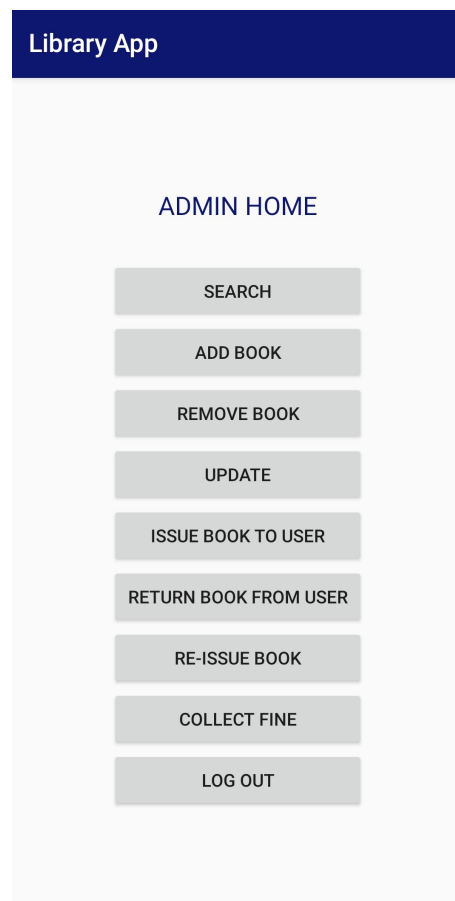 Library App
ADMIN HOME
SEARCH
ADD BOOK
REMOVE BOOK
UPDATE
ISSUE BOOK TO USER
RETURN BOOK FROM USER
RE-ISSUE BOOK
COLLECT FINE
LOG OUT